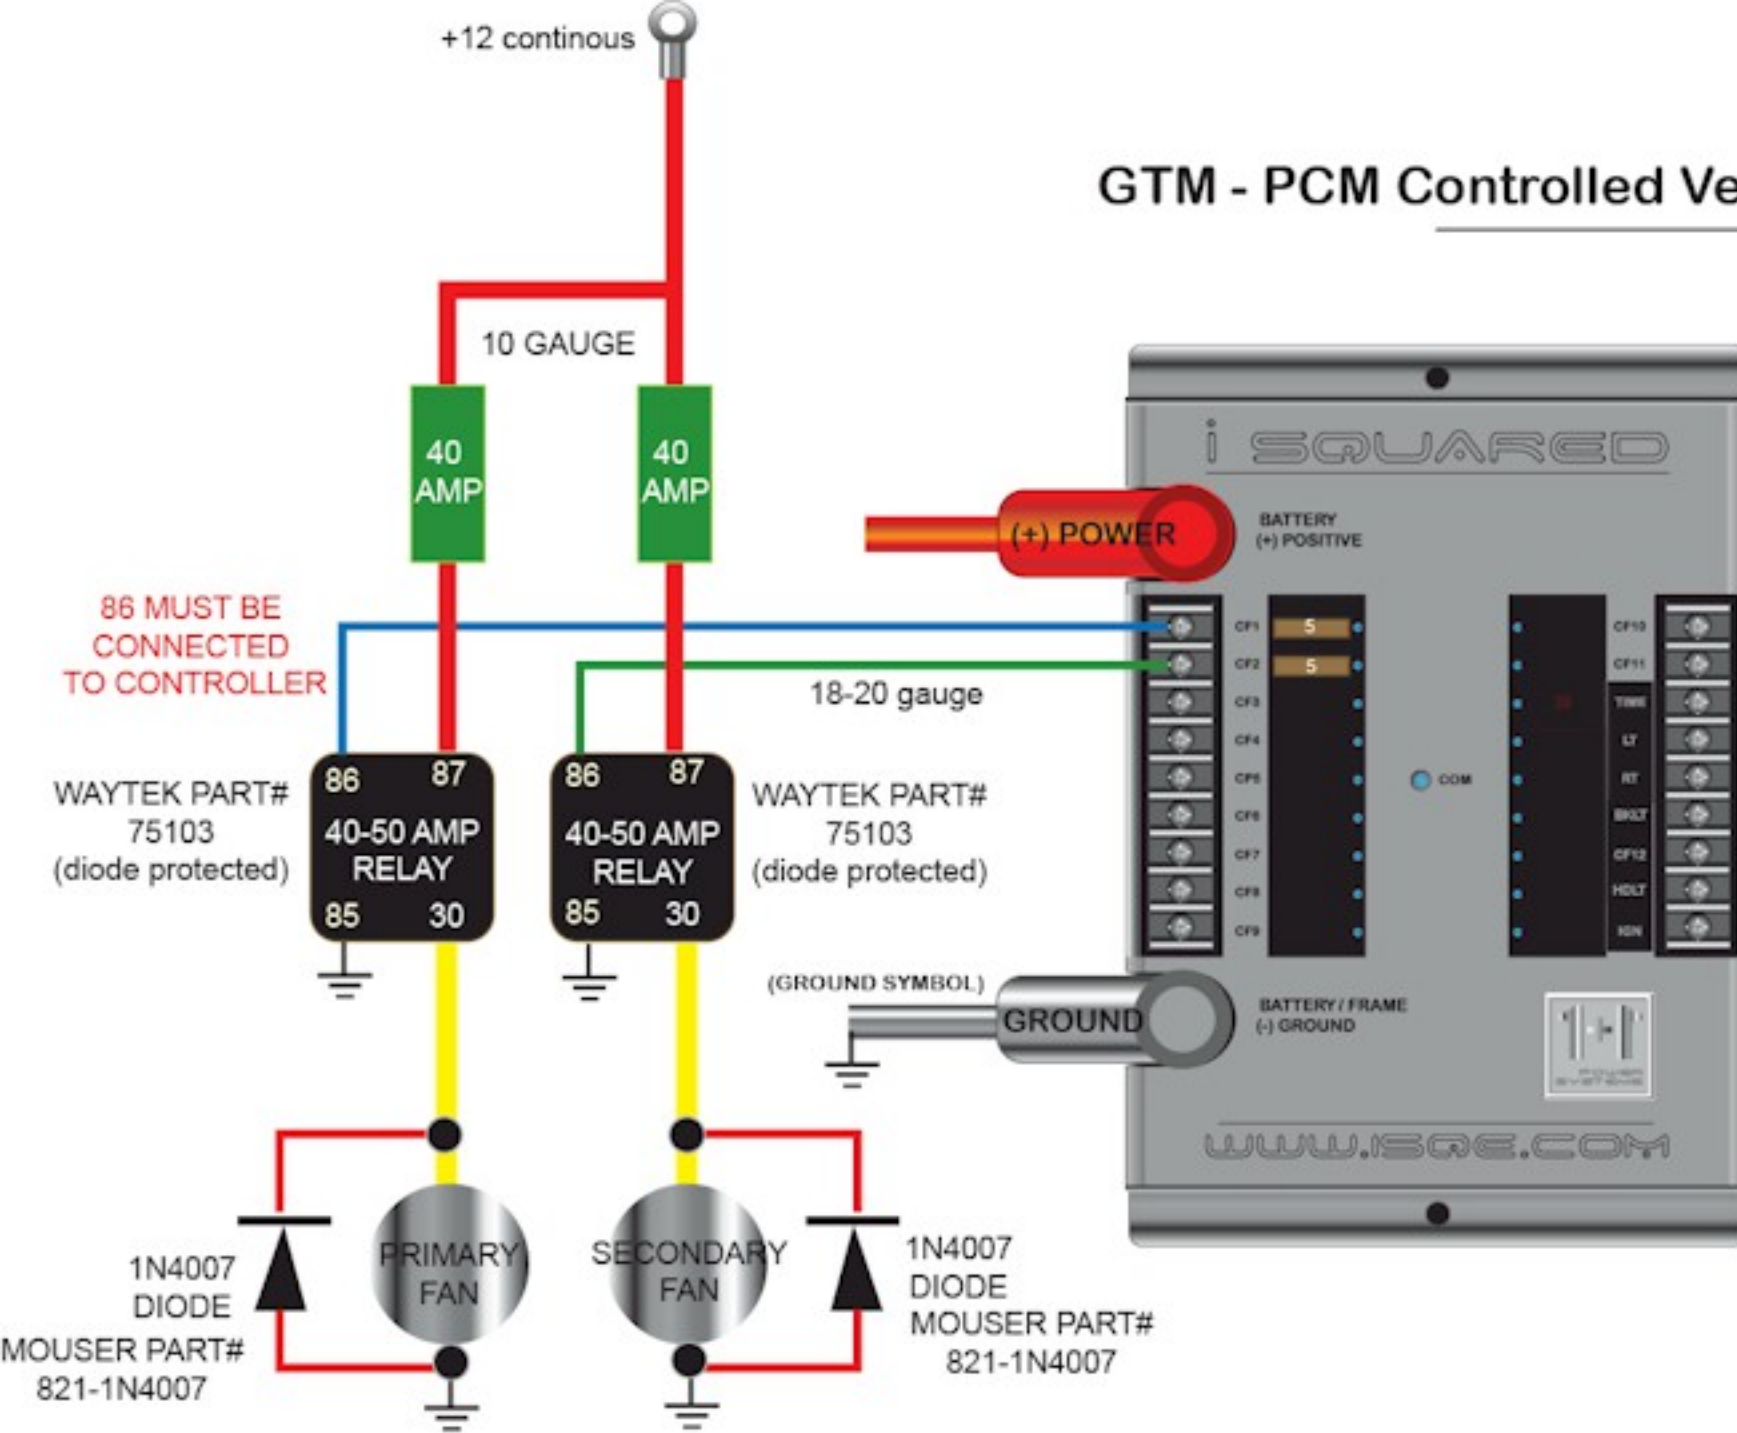 +12 continous
GTM - PCM Controlled Ve
10 GAUGE
40
AMP
40
AMP
i SQUARED
(+) POWER
BATTERY
(+) POSITIVE
86 MUST BE
CONNECTED
TO CONTROLLER
18-20 gauge
CF1
5
CF2
5
CF3
CF4
CF5
CF6
CF7
CF8
CF9
COM
CF10
CF11
TIME
LT
RT
BKLT
CF12
HDLT
IGN
WAYTEK PART#
75103
(diode protected)
86 87
40-50 AMP
RELAY
85 30
86 87
40-50 AMP
RELAY
85 30
WAYTEK PART#
75103
(diode protected)
(GROUND SYMBOL)
GROUND
BATTERY / FRAME
(-) GROUND
POWER
SYSTEMS
WWW.ISQE.COM
1N4007
DIODE
MOUSER PART#
821-1N4007
PRIMARY
FAN
SECONDARY
FAN
1N4007
DIODE
MOUSER PART#
821-1N4007